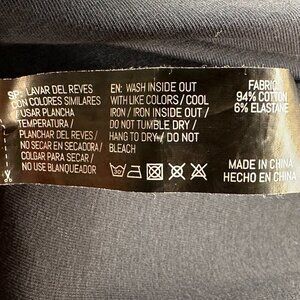 SP: LAVAR DEL REVES
CON COLORES SIMILARES
/ USAR PLANCHA
TEMPERATURA /
PLANCHAR DEL REVES /
NO SECAR EN SECADORA /
COLGAR PARA SECAR /
NO USE BLANQUEADOR
EN: WASH INSIDE OUT
WITH LIKE COLORS / COOL
IRON / IRON INSIDE OUT /
DO NOT TUMBLE DRY /
HANG TO DRY / DO NOT
BLEACH
30
FABRIC
94% COTTON
6% ELASTANE
MADE IN CHINA
HECHO EN CHINA